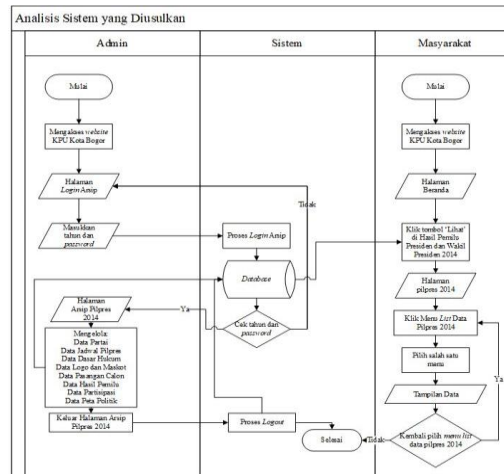 Analisis Sistem yang Diusulkan
Admin
Sistem
Masyarakat
Mulai
Mengakses website
KPU Kota Bogor
Halaman
Login Arsip
Masukkan
tahun dan
password
Halaman
Arsip Pilpres
2014
Mengelola:
Data Partai
Data Jadwal Pilpres
Data Dasar Hukum
Data Logo dan Maskot
Data Pasangan Calon
Data Hasil Pemilu
Data Partisipasi
Data Peta Politik
Keluar Halaman Arsip
Pilpres 2014
Proses Login Arsip
Database
Cek tahun dan
password
Tidak
Ya
Proses Logout
Selesai
Mulai
Mengakses website
KPU Kota Bogor
Halaman
Beranda
Klik tombol 'Lihat'
di Hasil Pemilu
Presiden dan Wakil
Presiden 2014
Halaman
pilpres 2014
Klik Menu List Data
Pilpres 2014
Pilih salah satu
menu
Tampilan Data
Kembali pilih menu list
data pilpres 2014
Ya
Tidak